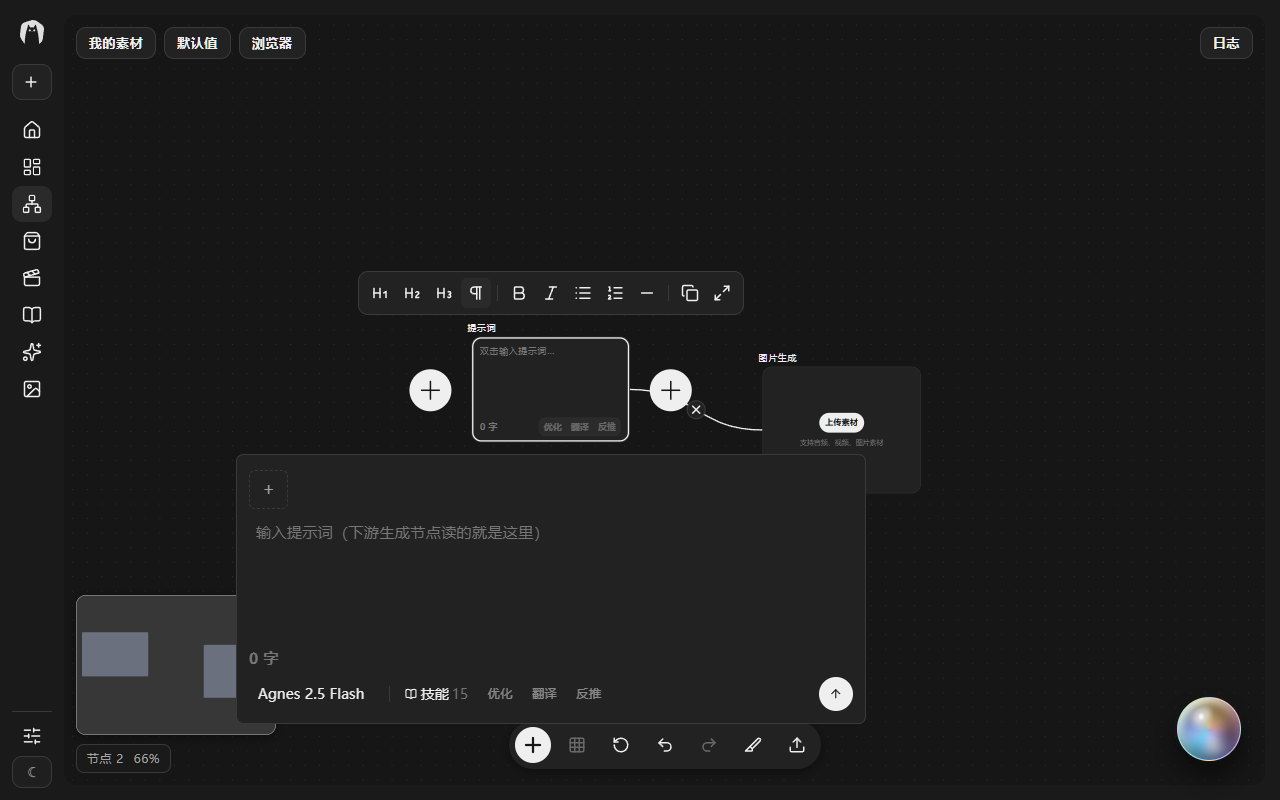 我的素材
默认值
浏览器
日志
H1 H2 H3
提示词
双击输入提示词...
0 字
优化 翻译 反推
图片生成
上传素材
支持音频、视频、图片素材
输入提示词（下游生成节点读的就是这里）
0 字
Agnes 2.5 Flash
技能 15
优化
翻译
反推
节点 2 66%